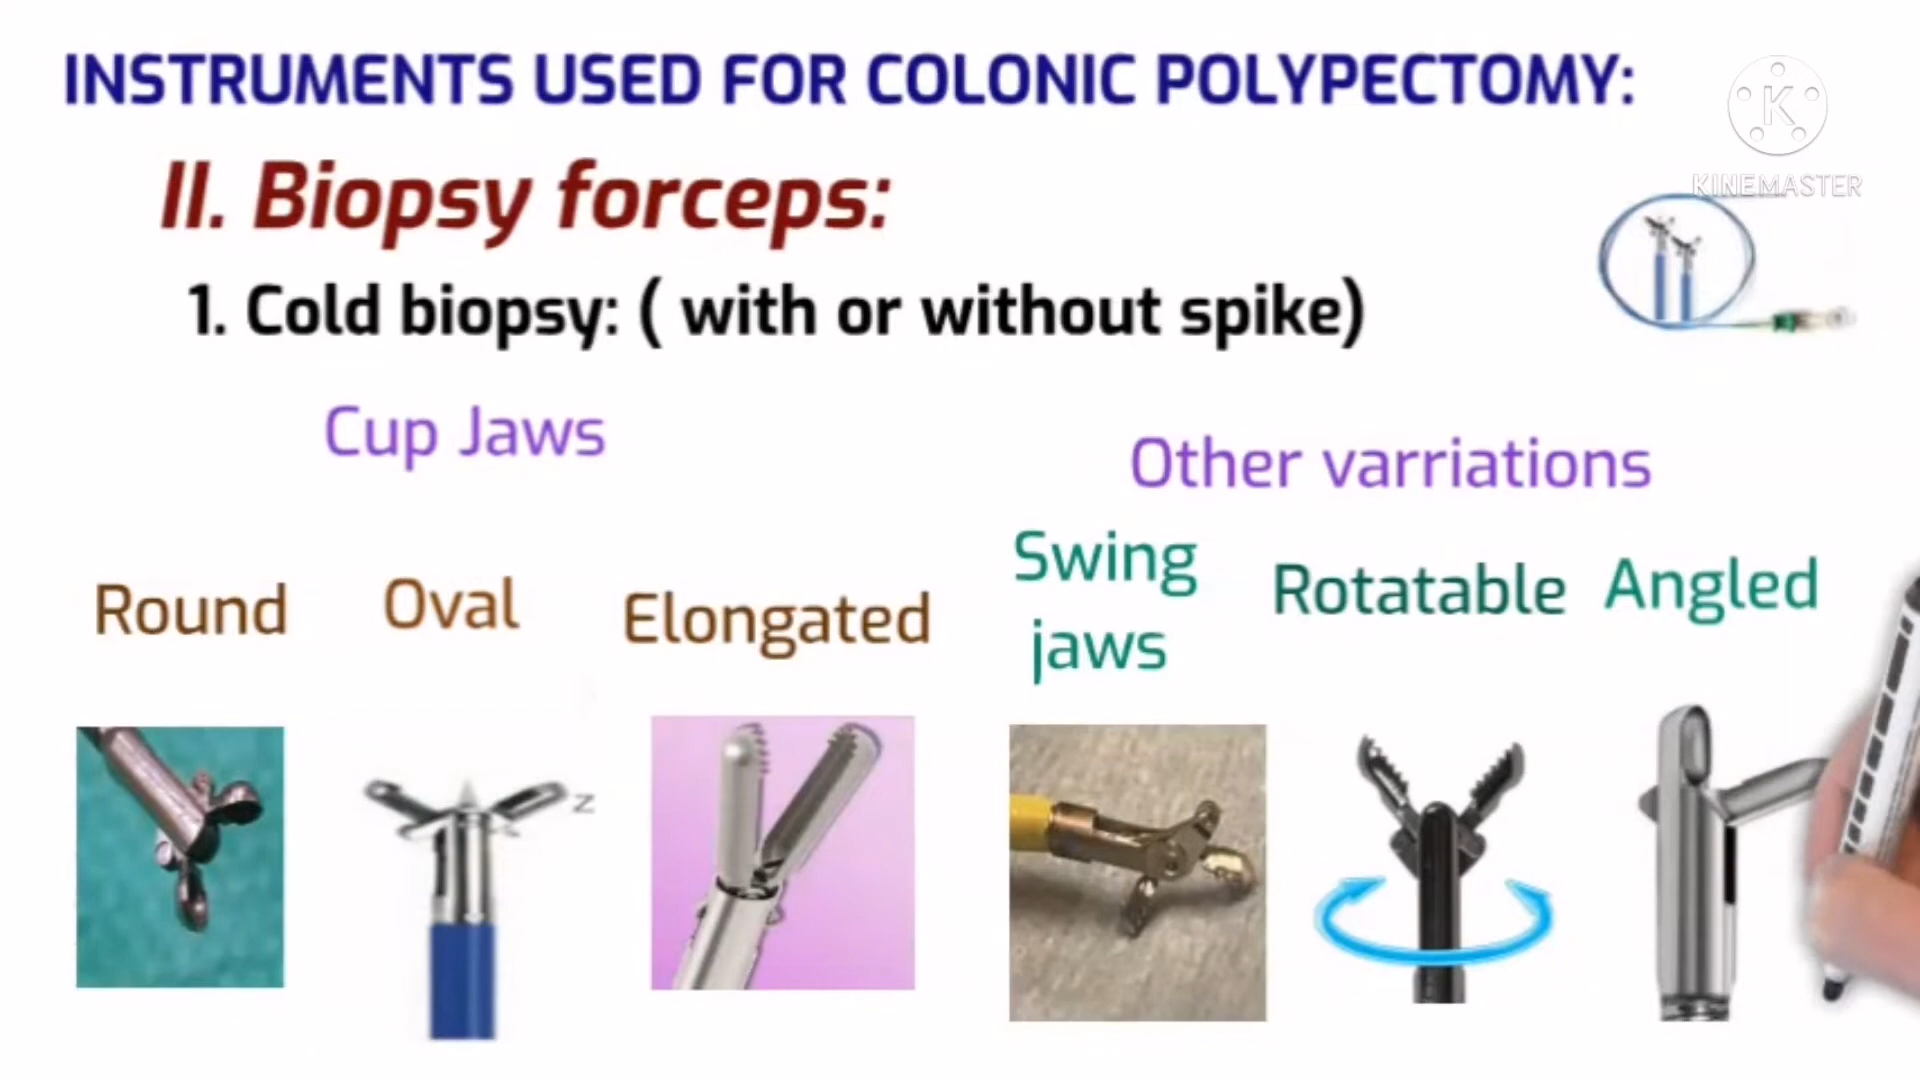 INSTRUMENTS USED FOR COLONIC POLYPECTOMY:
K
KINEMASTER
II. Biopsy forceps:
1. Cold biopsy: ( with or without spike)
Cup Jaws
Other varriations
Round
Oval
Elongated
Swing
jaws
Rotatable
Angled
Z